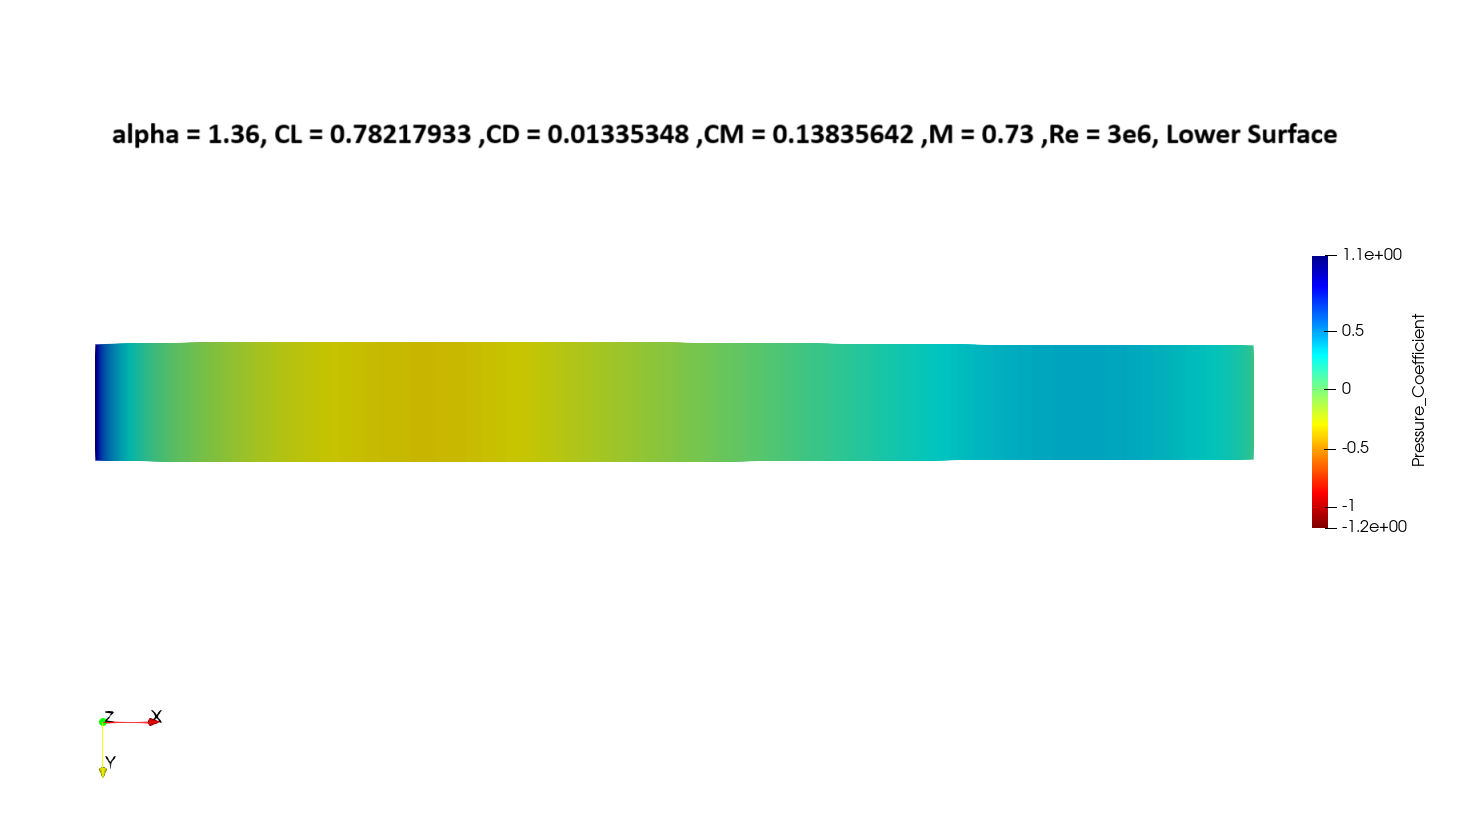 alpha = 1.36, CL = 0.78217933 ,CD = 0.01335348 ,CM = 0.13835642 ,M = 0.73 ,Re = 3e6, Lower Surface
1.1e+00
0.5
0
-0.5
-1
-1.2e+00
Pressure_Coefficient
Z
X
Y